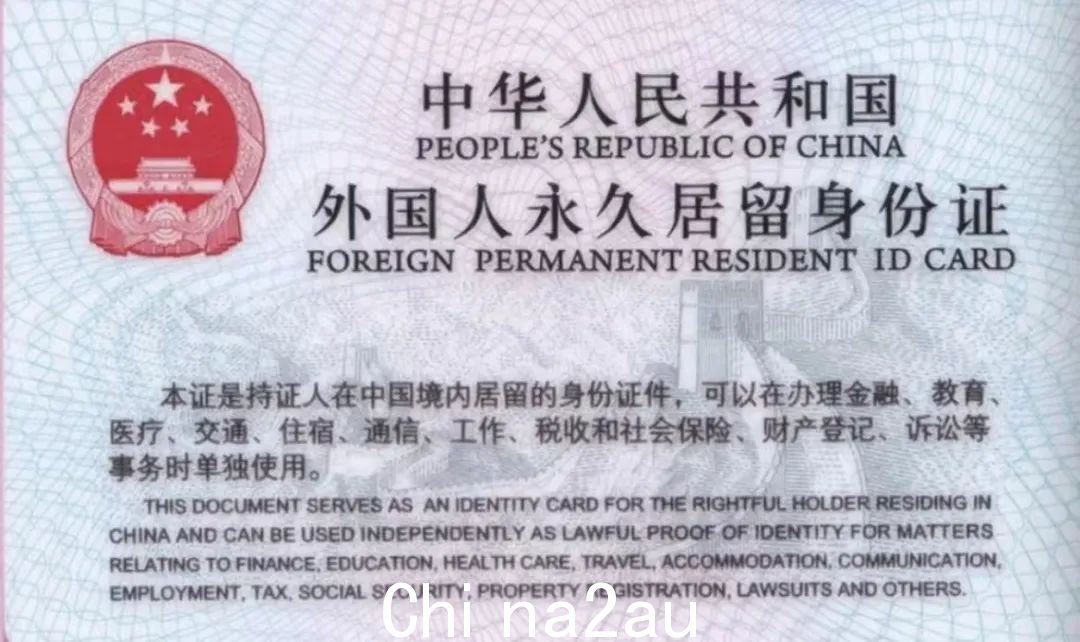 中华人民共和国
PEOPLE'S REPUBLIC OF CHINA
外国人永久居留身份证
FOREIGN PERMANENT RESIDENT ID CARD
本证是持证人在中国境内居留的身份证件，可以在办理金融、教育、
医疗、交通、住宿、通信、工作、税收和社会保险、财产登记、诉讼等
事务时单独使用。
THIS DOCUMENT SERVES AS AN IDENTITY CARD FOR THE RIGHTFUL HOLDER RESIDING IN
CHINA AND CAN BE USED INDEPENDENTLY AS LAWFUL PROOF OF IDENTITY FOR MATTERS
RELATING TO FINANCE, EDUCATION, HEALTH CARE, TRAVEL, ACCOMMODATION, COMMUNICATION,
EMPLOYMENT, TAX, SOCIAL SECURITY, PROPERTY REGISTRATION, LAWSUITS AND OTHERS.
China2au